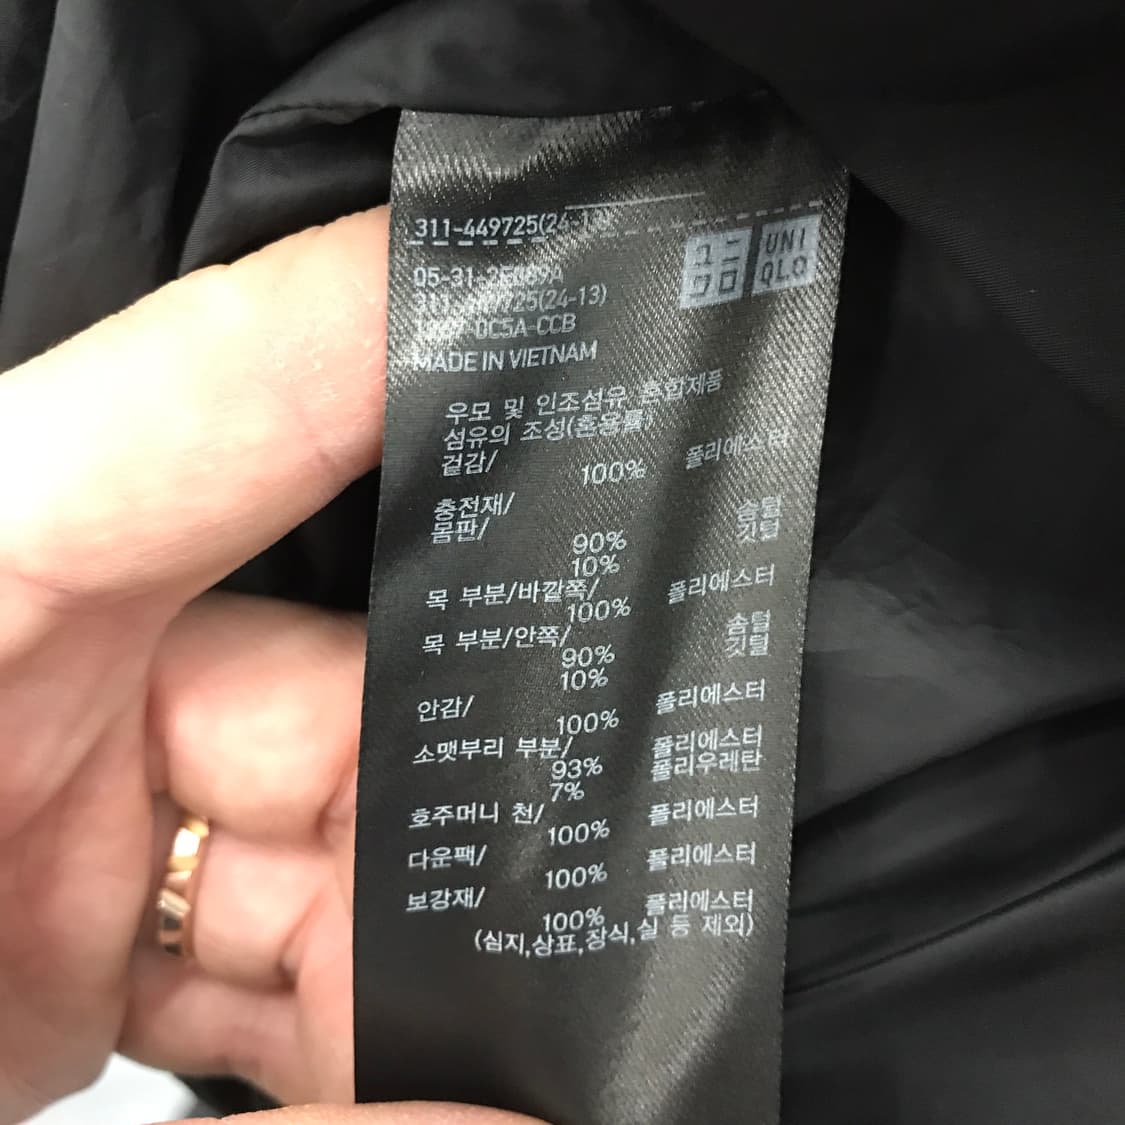 311-449725(24-
유니
클로
UNI
QLO
05-31-2E089A
311-449725(24-13)
0C5A-CCB
MADE IN VIETNAM
우모 및 인조섬유 혼합제품
섬유의 조성(혼용률)
겉감/
100% 폴리에스터
충전재/
몸판/
90% 솜털
10% 깃털
목 부분/바깥쪽/
100% 폴리에스터
목 부분/안쪽/
90% 솜털
10% 깃털
안감/
100% 폴리에스터
소맷부리 부분/
93% 폴리에스터
7% 폴리우레탄
호주머니 천/
100% 폴리에스터
다운팩/
100% 폴리에스터
보강재/
100% 폴리에스터
(심지,상표,장식,실 등 제외)